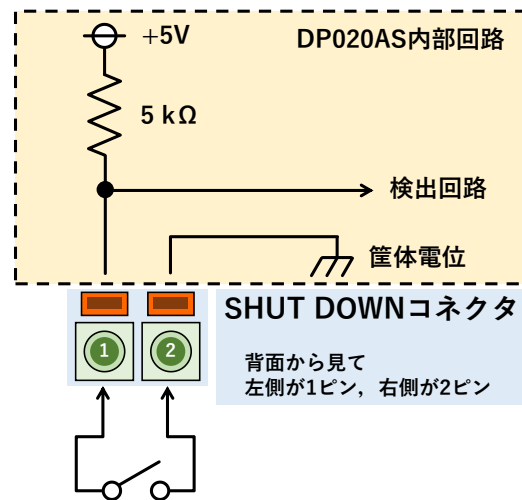 +5V
DP020AS内部回路
5 kΩ
検出回路
筐体電位
SHUT DOWNコネクタ
1
2
背面から見て
左側が1ピン，右側が2ピン